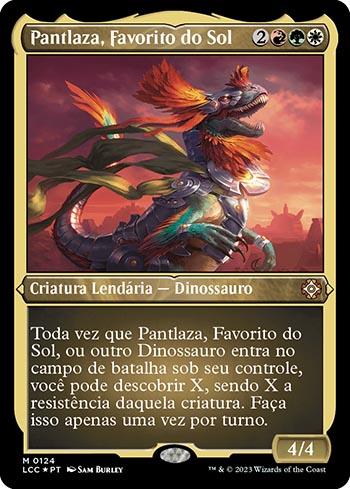 Pantlaza, Favorito do Sol 2
Criatura Lendária — Dinossauro
Toda vez que Pantlaza, Favorito do
Sol, ou outro Dinossauro entra no
campo de batalha sob seu controle,
você pode descobrir X, sendo X a
resistência daquela criatura. Faça
isso apenas uma vez por turno.
4/4
M 0124
LCC ★ PT Sam Burley ™ & © 2023 Wizards of the Coast